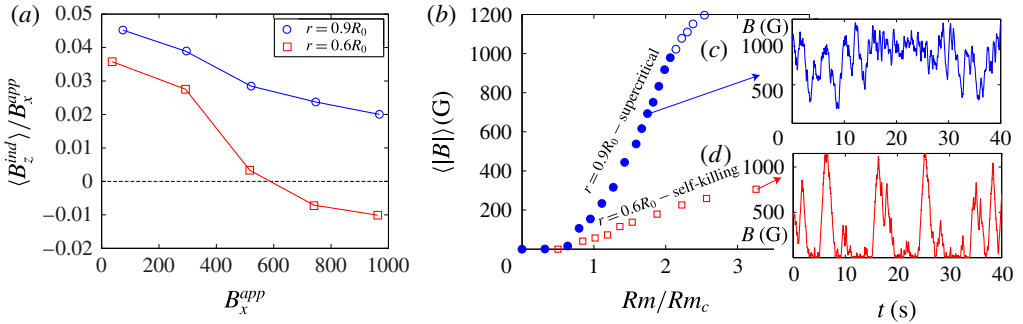 (a)
0.05
0.04
0.03
0.02
0.01
0
−0.01
−0.02
⟨B_z^{ind}⟩/B_x^{app}
r = 0.9R_0
r = 0.6R_0
0 200 400 600 800 1000
B_x^{app}
(b)
1200
1000
800
600
400
200
0
⟨|B|⟩(G)
r = 0.9R_0 − supercritical
r = 0.6R_0 − self-killing
1 2 3
Rm/Rm_c
(c)
B (G)
1000
500
0 10 20 30 40
(d)
1000
500
B (G)
0 10 20 30 40
t (s)